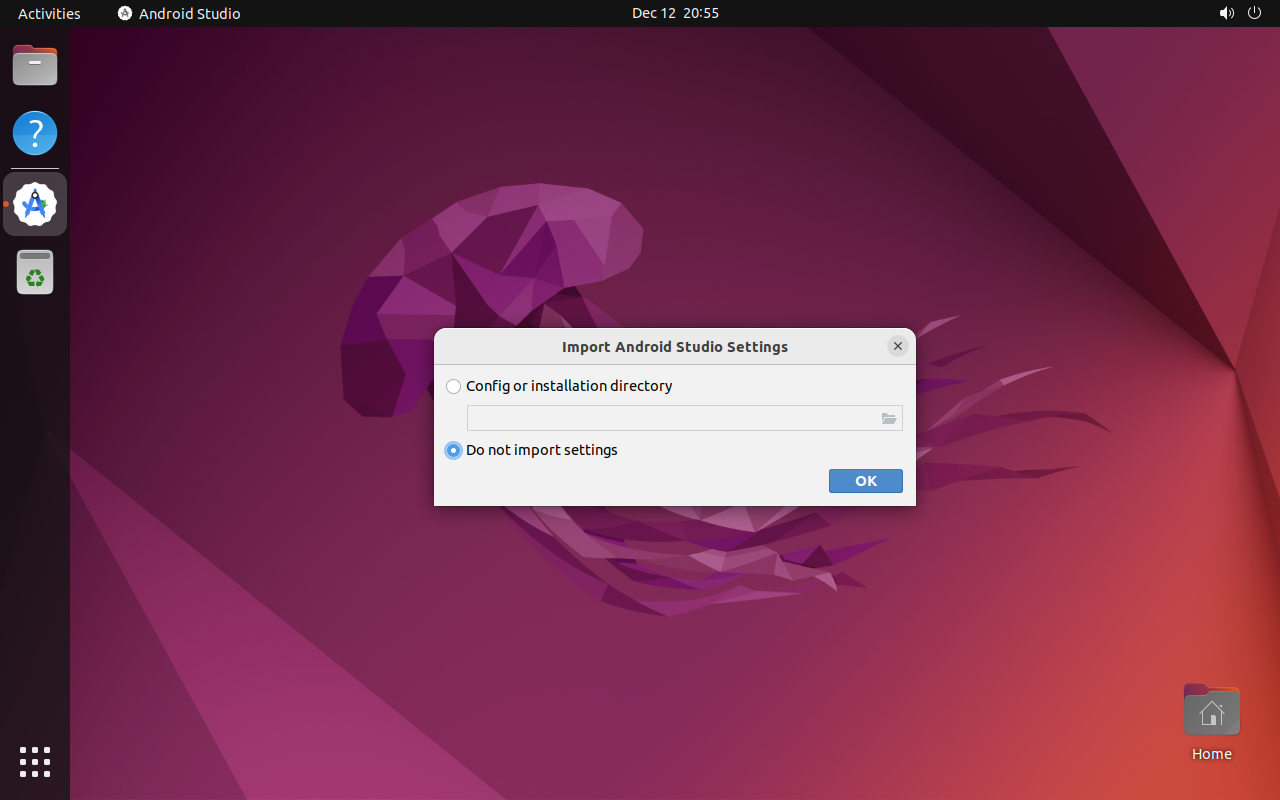 Activities
Android Studio
Dec 12 20:55
Import Android Studio Settings
Config or installation directory
Do not import settings
OK
Home